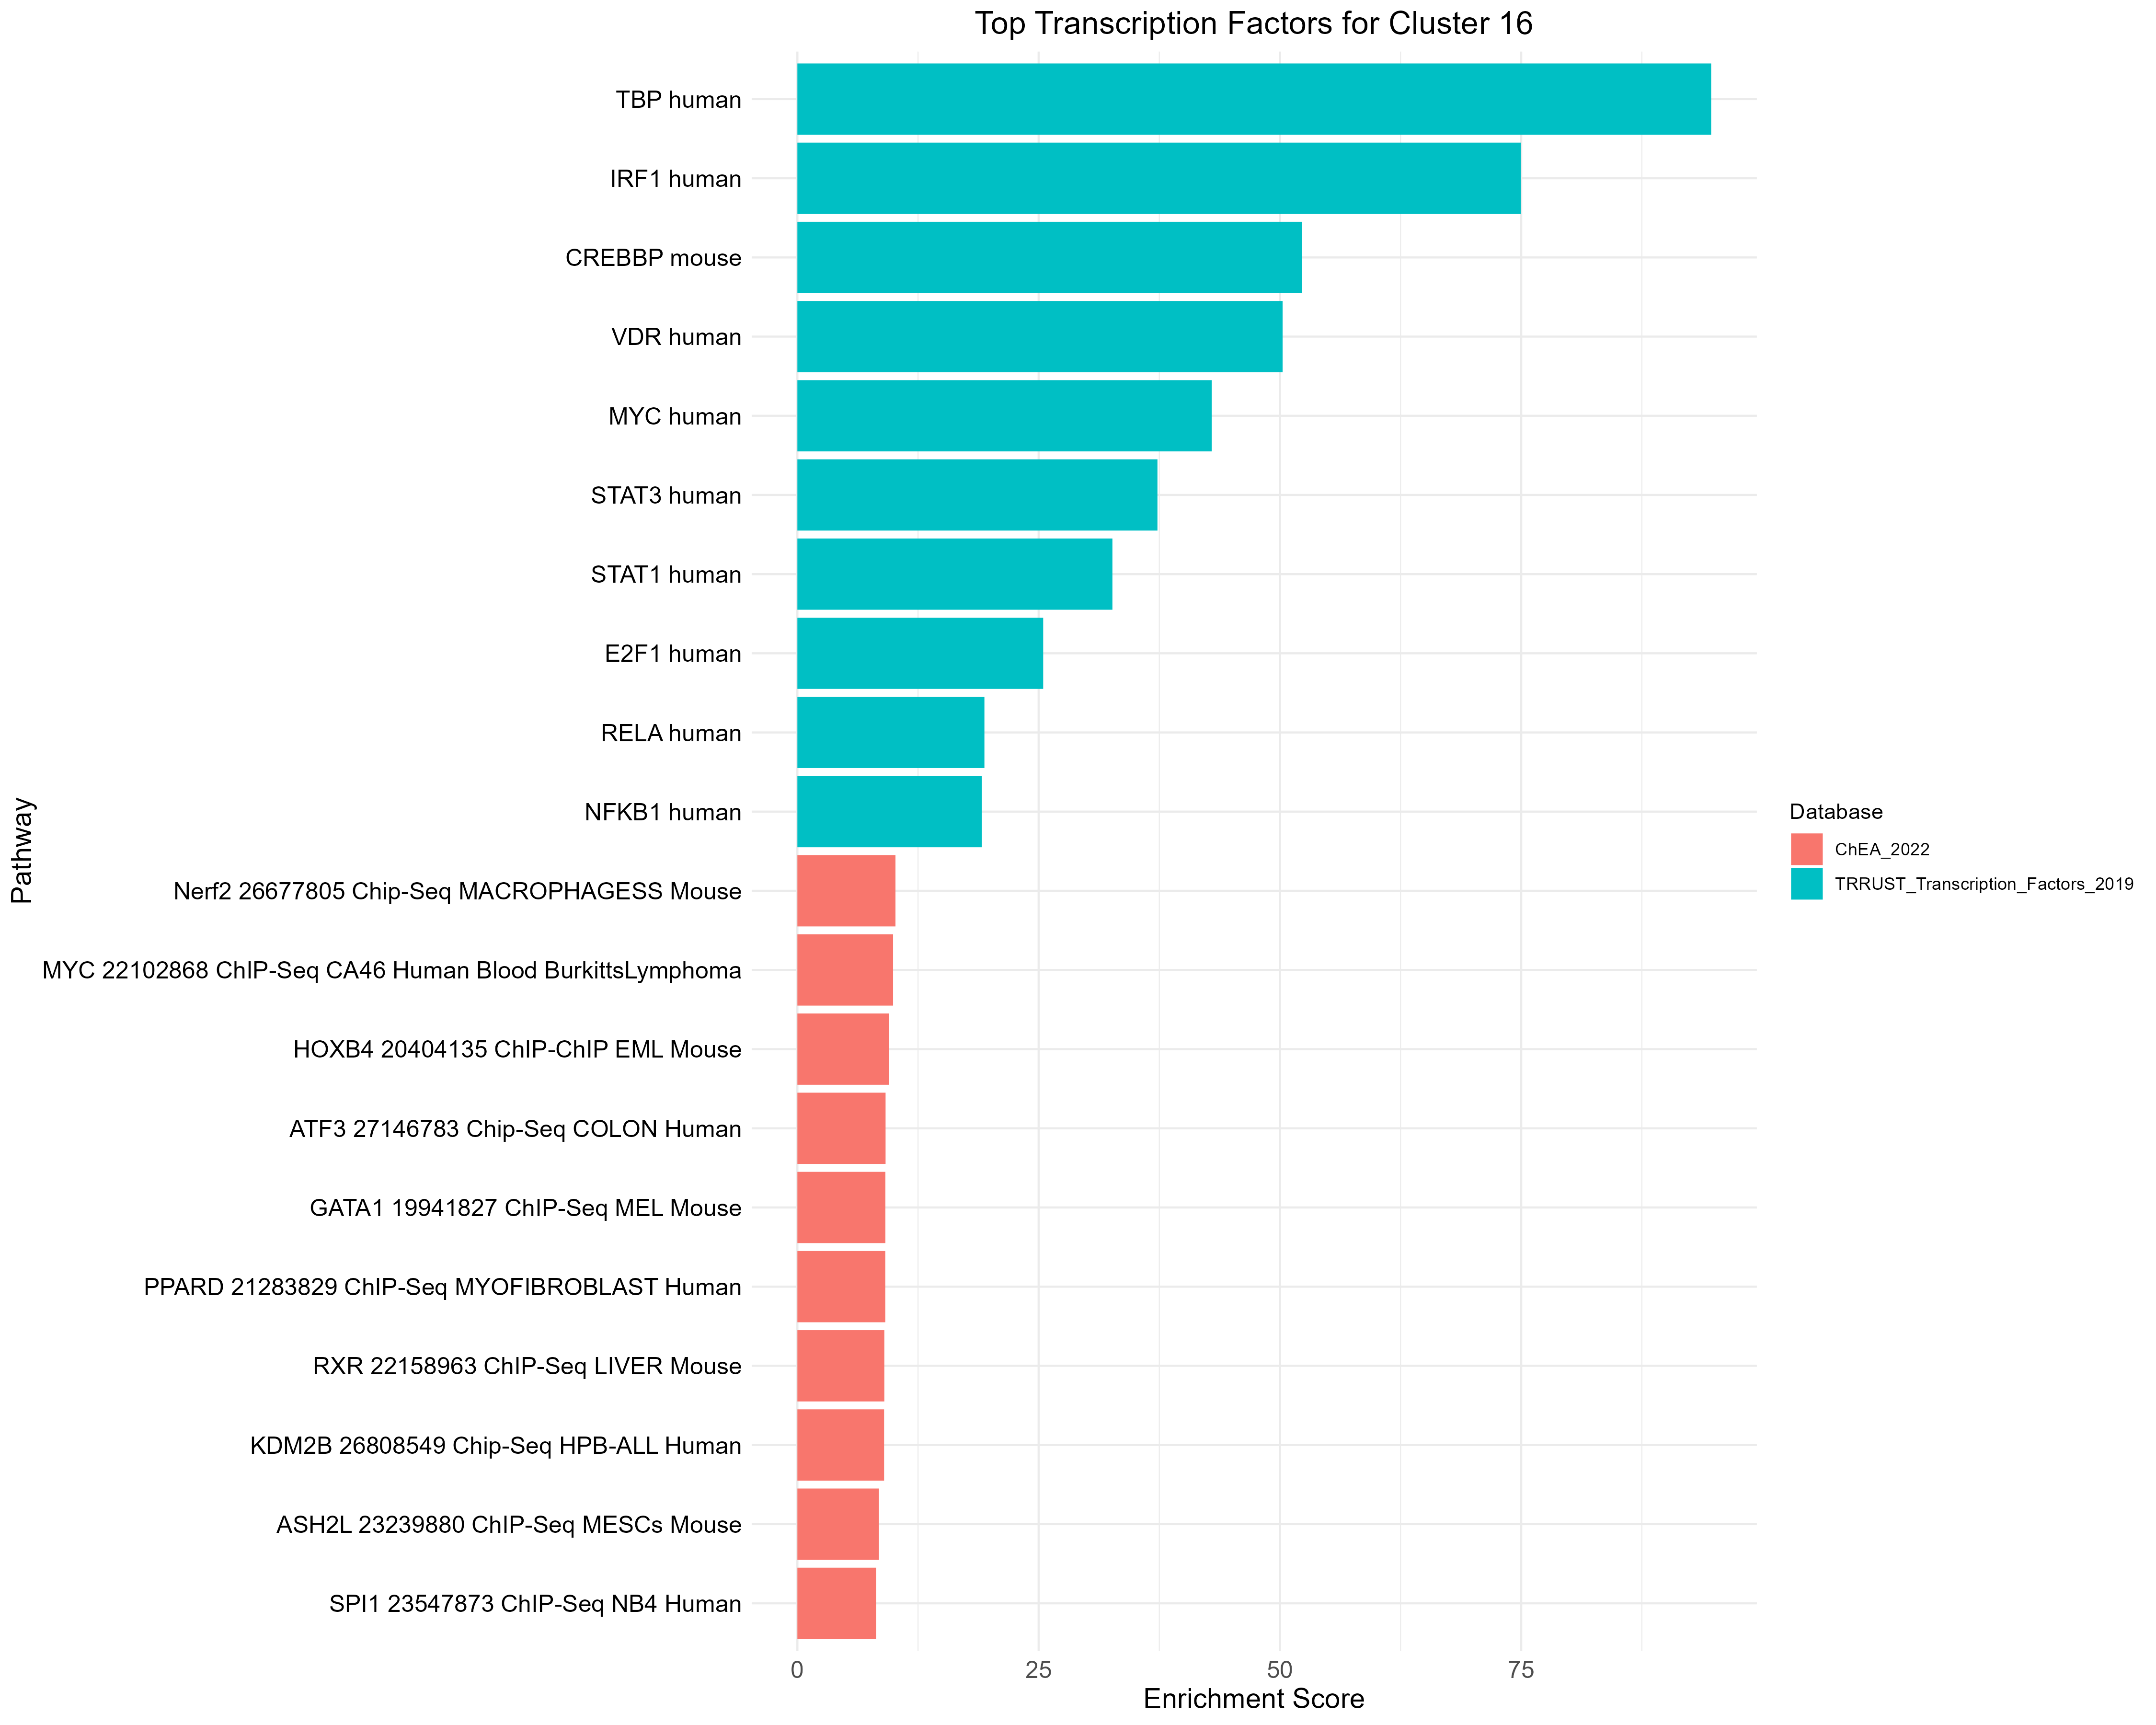 Top Transcription Factors for Cluster 16
Pathway
TBP human
IRF1 human
CREBBP mouse
VDR human
MYC human
STAT3 human
STAT1 human
E2F1 human
RELA human
NFKB1 human
Nerf2 26677805 Chip-Seq MACROPHAGESS Mouse
MYC 22102868 ChIP-Seq CA46 Human Blood BurkittsLymphoma
HOXB4 20404135 ChIP-ChIP EML Mouse
ATF3 27146783 Chip-Seq COLON Human
GATA1 19941827 ChIP-Seq MEL Mouse
PPARD 21283829 ChIP-Seq MYOFIBROBLAST Human
RXR 22158963 ChIP-Seq LIVER Mouse
KDM2B 26808549 Chip-Seq HPB-ALL Human
ASH2L 23239880 ChIP-Seq MESCs Mouse
SPI1 23547873 ChIP-Seq NB4 Human
0 25 50 75
Enrichment Score
Database
ChEA_2022
TRRUST_Transcription_Factors_2019